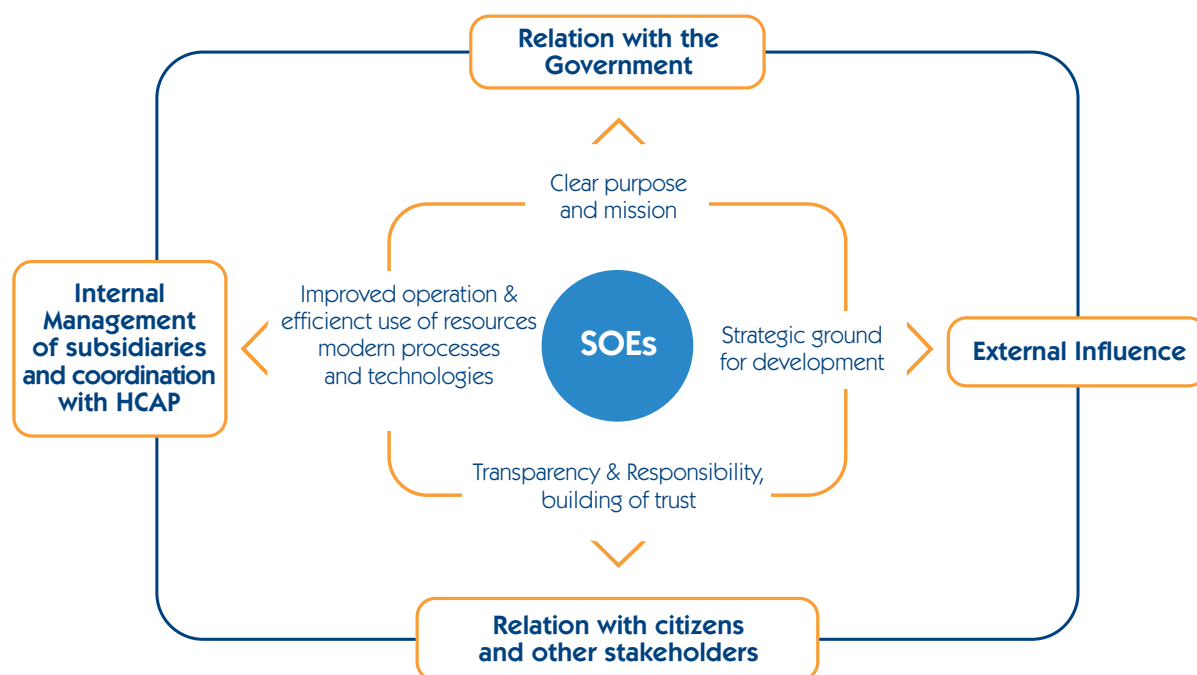 Relation with the
Government
Clear purpose
and mission
Internal
Management
of subsidiaries
and coordination
with HCAP
Improved operation &
efficienct use of resources
modern processes
and technologies
SOEs
Strategic ground
for development
External Influence
Transparency & Responsibility,
building of trust
Relation with citizens
and other stakeholders